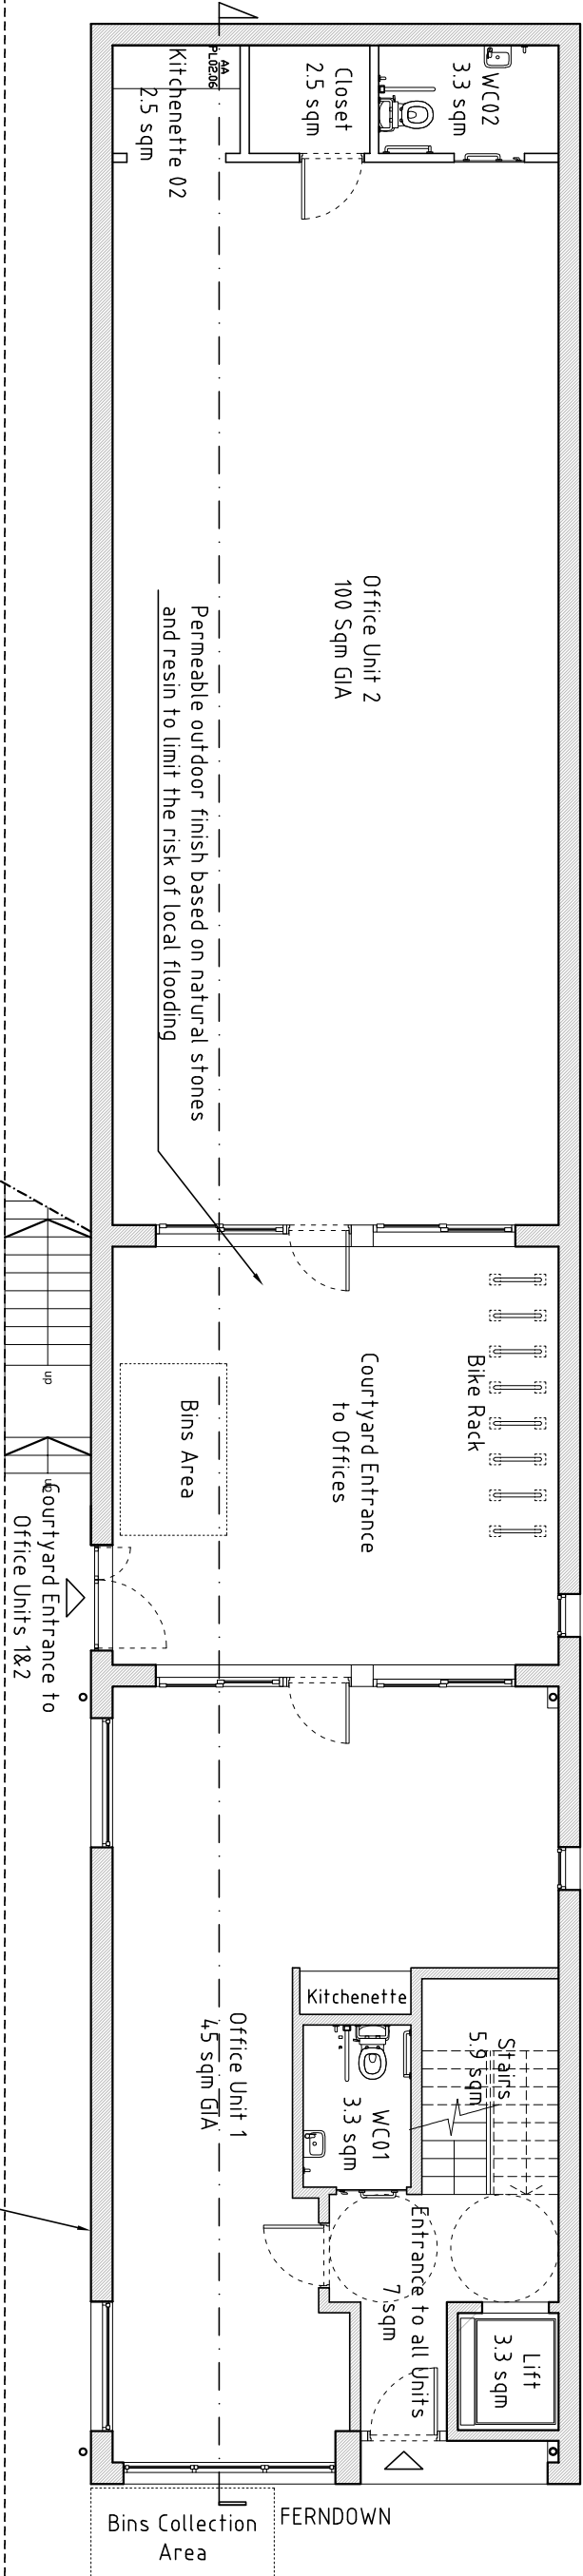 AA
PL02.06
Kitchenette 02
2.5 sqm
Closet
2.5 sqm
WC02
3.3 sqm
Office Unit 2
100 Sqm GIA
Permeable outdoor finish based on natural stones
and resin to limit the risk of local flooding
Bike Rack
Courtyard Entrance
to Offices
Bins Area
up
up
Courtyard Entrance to
Office Units 1&2
Kitchenette
Stairs
5.9 sqm
WC01
3.3 sqm
Office Unit 1
45 sqm GIA
Entrance to all Units
7 sqm
Lift
3.3 sqm
FERNDOWN
Bins Collection
Area